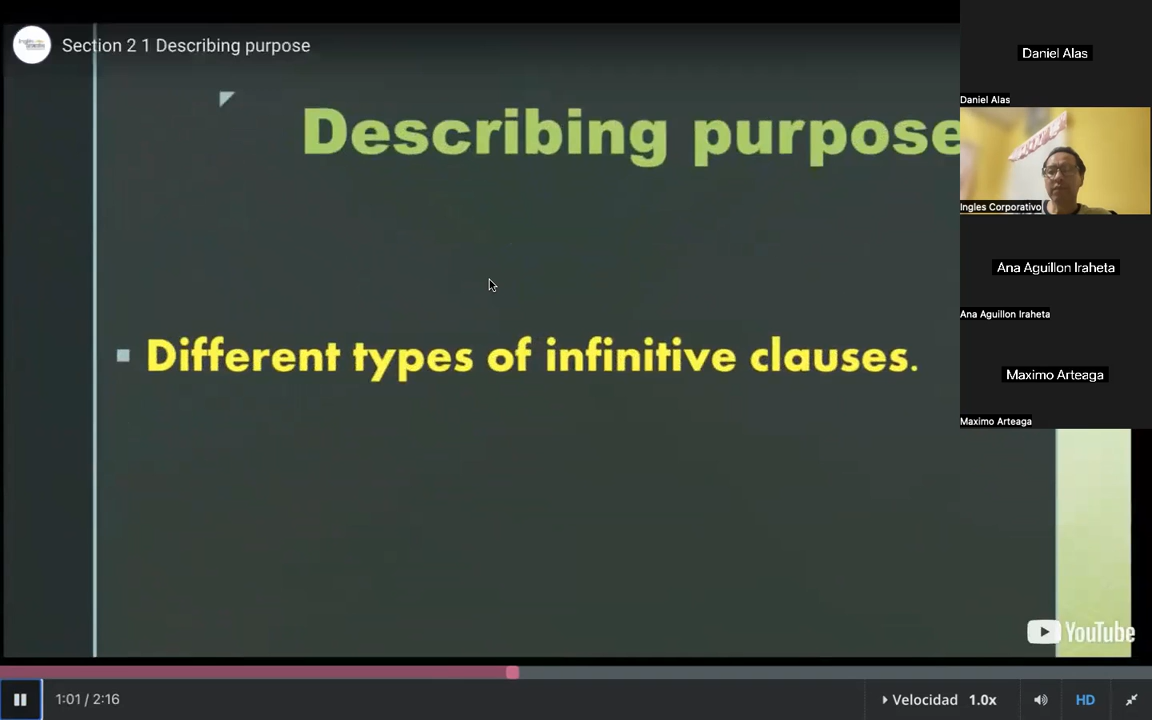 Section 2 1 Describing purpose
Describing purpose
Different types of infinitive clauses.
Daniel Alas
Daniel Alas
Ingles Corporativo
Ana Aguillon Iraheta
Ana Aguillon Iraheta
Maximo Arteaga
Maximo Arteaga
YouTube
1:01 / 2:16
Velocidad 1.0x
HD